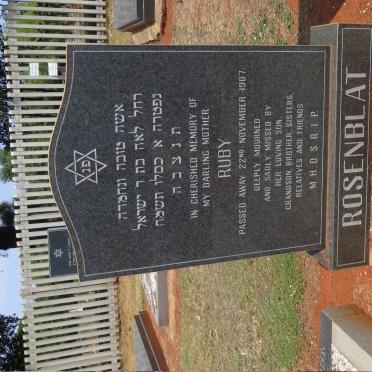 פנ
אשה טובה ונחמדה
רחל לאה בת ר ישראל
נפטרה א כסלו תשמח
ת נ צ ב ה
IN CHERISHED MEMORY OF
MY DARLING MOTHER
RUBY
PASSED AWAY 22ND NOVEMBER 1987
DEEPLY MOURNED
AND SADLY MISSED BY
HER LOVING SON,
GRANDSON, BROTHER, SISTERS,
RELATIVES AND FRIENDS.
M.H.D.S.R.I.P.
ROSENBLAT